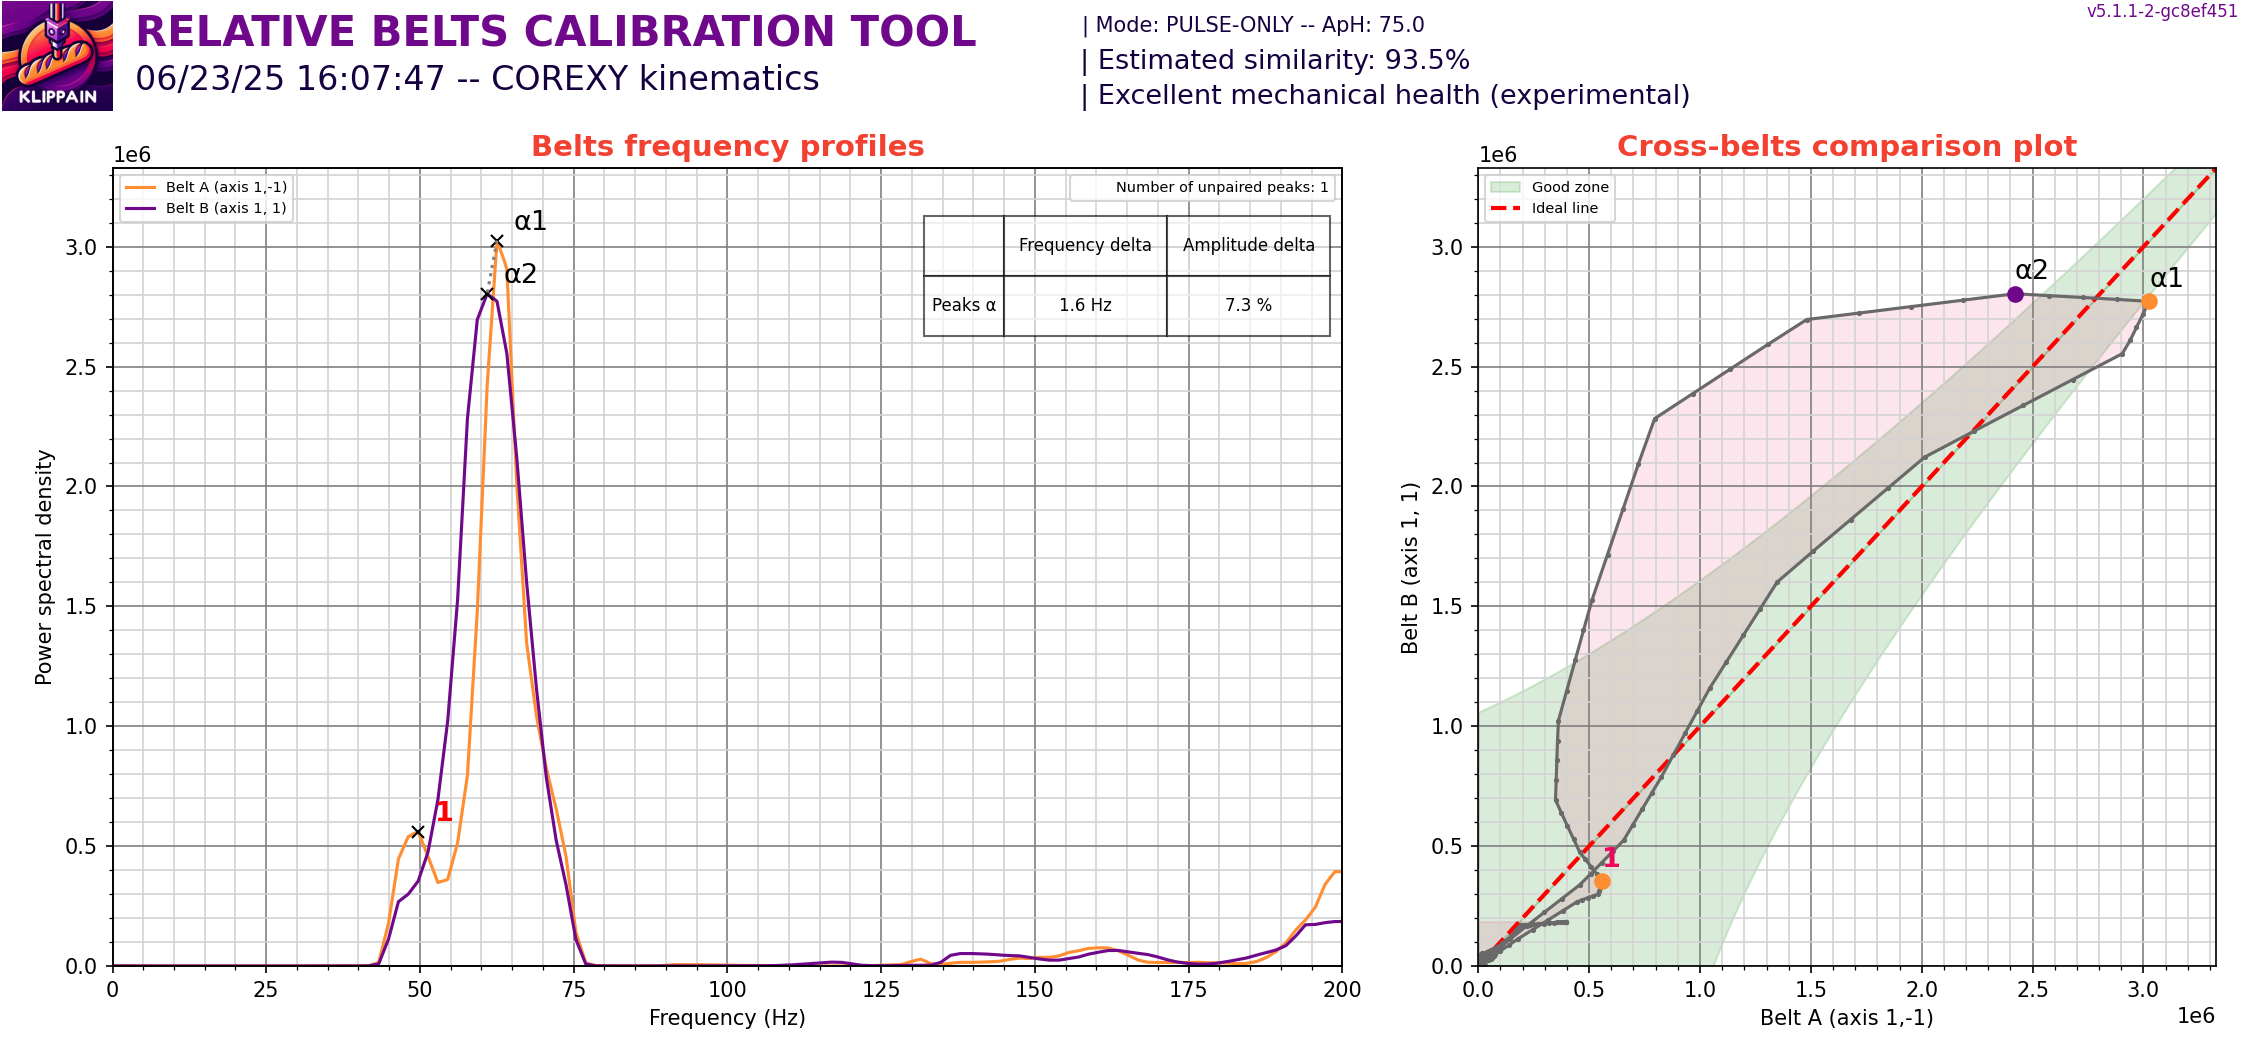 KLIPPAIN
RELATIVE BELTS CALIBRATION TOOL
06/23/25 16:07:47 -- COREXY kinematics
| Mode: PULSE-ONLY -- ApH: 75.0
| Estimated similarity: 93.5%
| Excellent mechanical health (experimental)
v5.1.1-2-gc8ef451
Belts frequency profiles
1e6
Belt A (axis 1,-1)
Belt B (axis 1, 1)
Number of unpaired peaks: 1
Frequency delta Amplitude delta
Peaks α 1.6 Hz 7.3 %
α1
α2
1
3.0
2.5
2.0
1.5
1.0
0.5
0.0
Power spectral density
0 25 50 75 100 125 150 175 200
Frequency (Hz)
Cross-belts comparison plot
1e6
Good zone
Ideal line
α2
α1
1
3.0
2.5
2.0
1.5
1.0
0.5
0.0
Belt B (axis 1, 1)
0.0 0.5 1.0 1.5 2.0 2.5 3.0
Belt A (axis 1,-1)
1e6